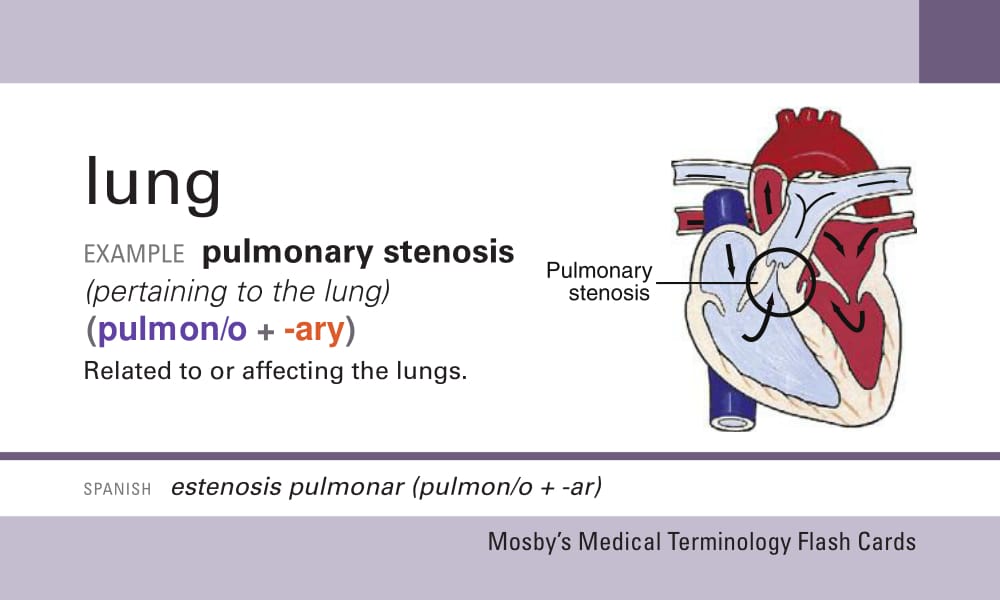 lung
EXAMPLE pulmonary stenosis
(pertaining to the lung)
(pulmon/o + -ary)
Related to or affecting the lungs.
Pulmonary
stenosis
SPANISH estenosis pulmonar (pulmon/o + -ar)
Mosby's Medical Terminology Flash Cards